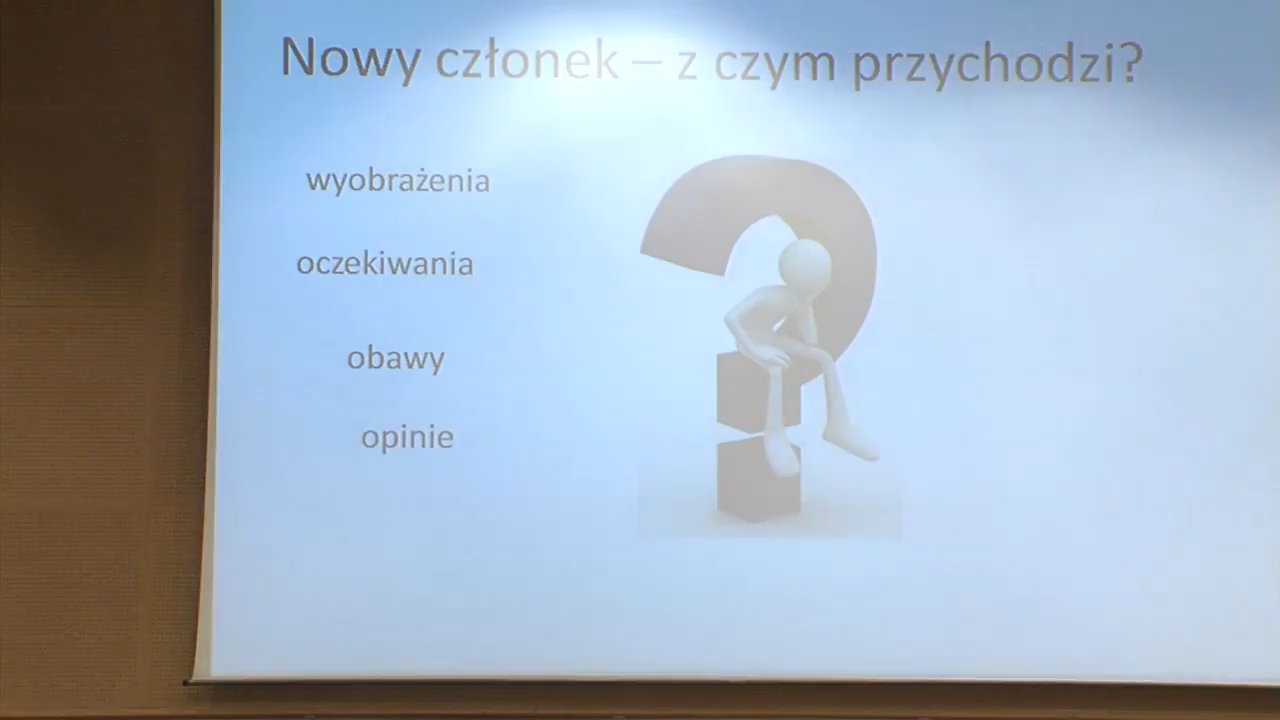 Nowy członek – z czym przychodzi?
wyobrażenia
oczekiwania
obawy
opinie